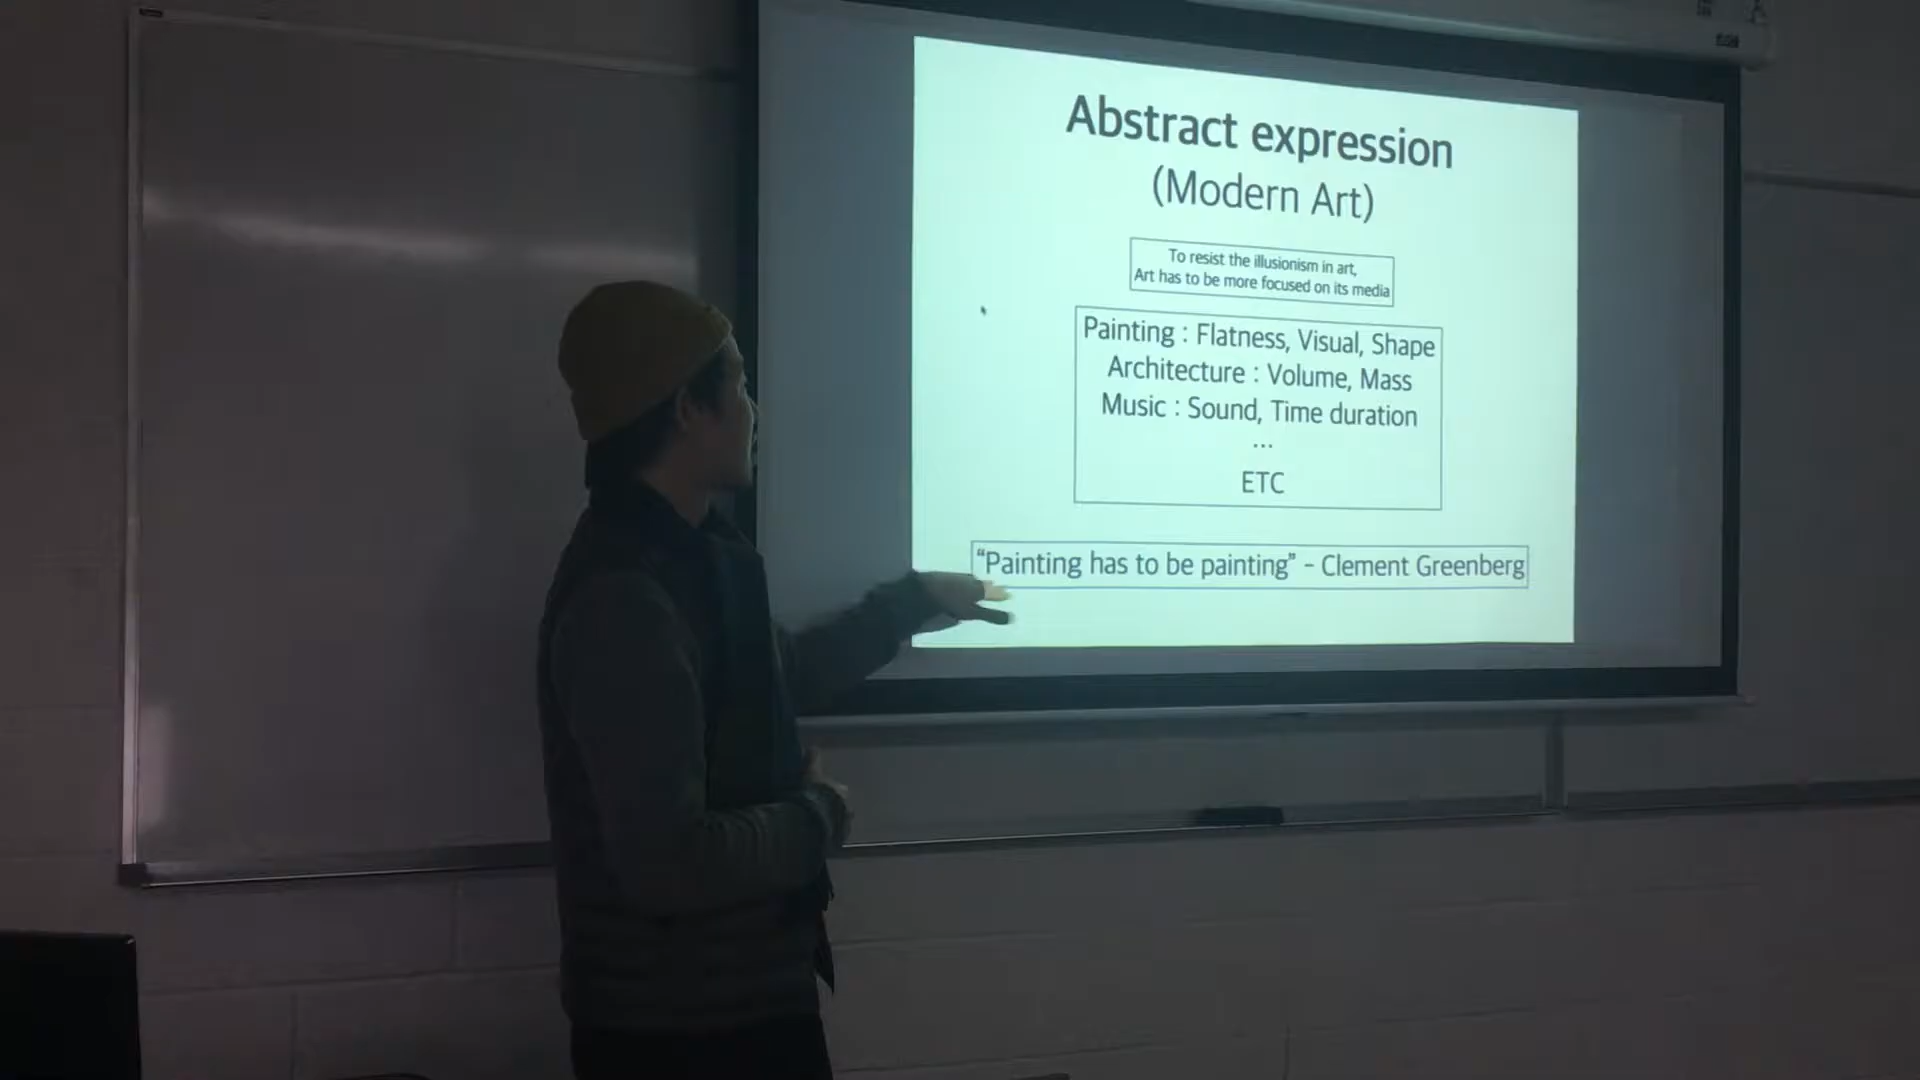 Abstract expression
(Modern Art)
To resist the illusionism in art,
Art has to be more focused on its media
Painting : Flatness, Visual, Shape
Architecture : Volume, Mass
Music : Sound, Time duration
...
ETC
“Painting has to be painting” - Clement Greenberg